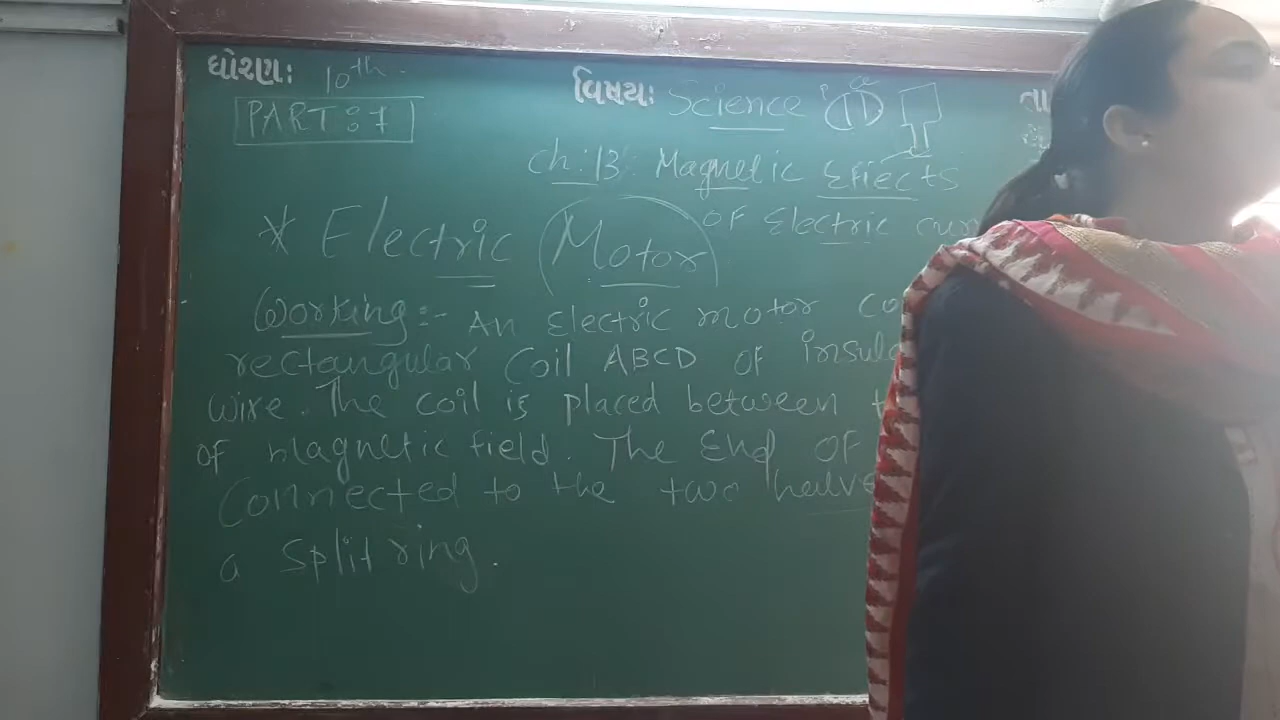 ધોરણ: 10th.
વિષય: Science
તા
PART:7
Ch:13: Magnetic Effects
OF Electric cur
* Electric Motor
Working:- An Electric motor co
rectangular Coil ABCD OF insula
wire. The coil is placed between t
of Magnetic field. The End OF
Connected to the two halve
a Split ring.